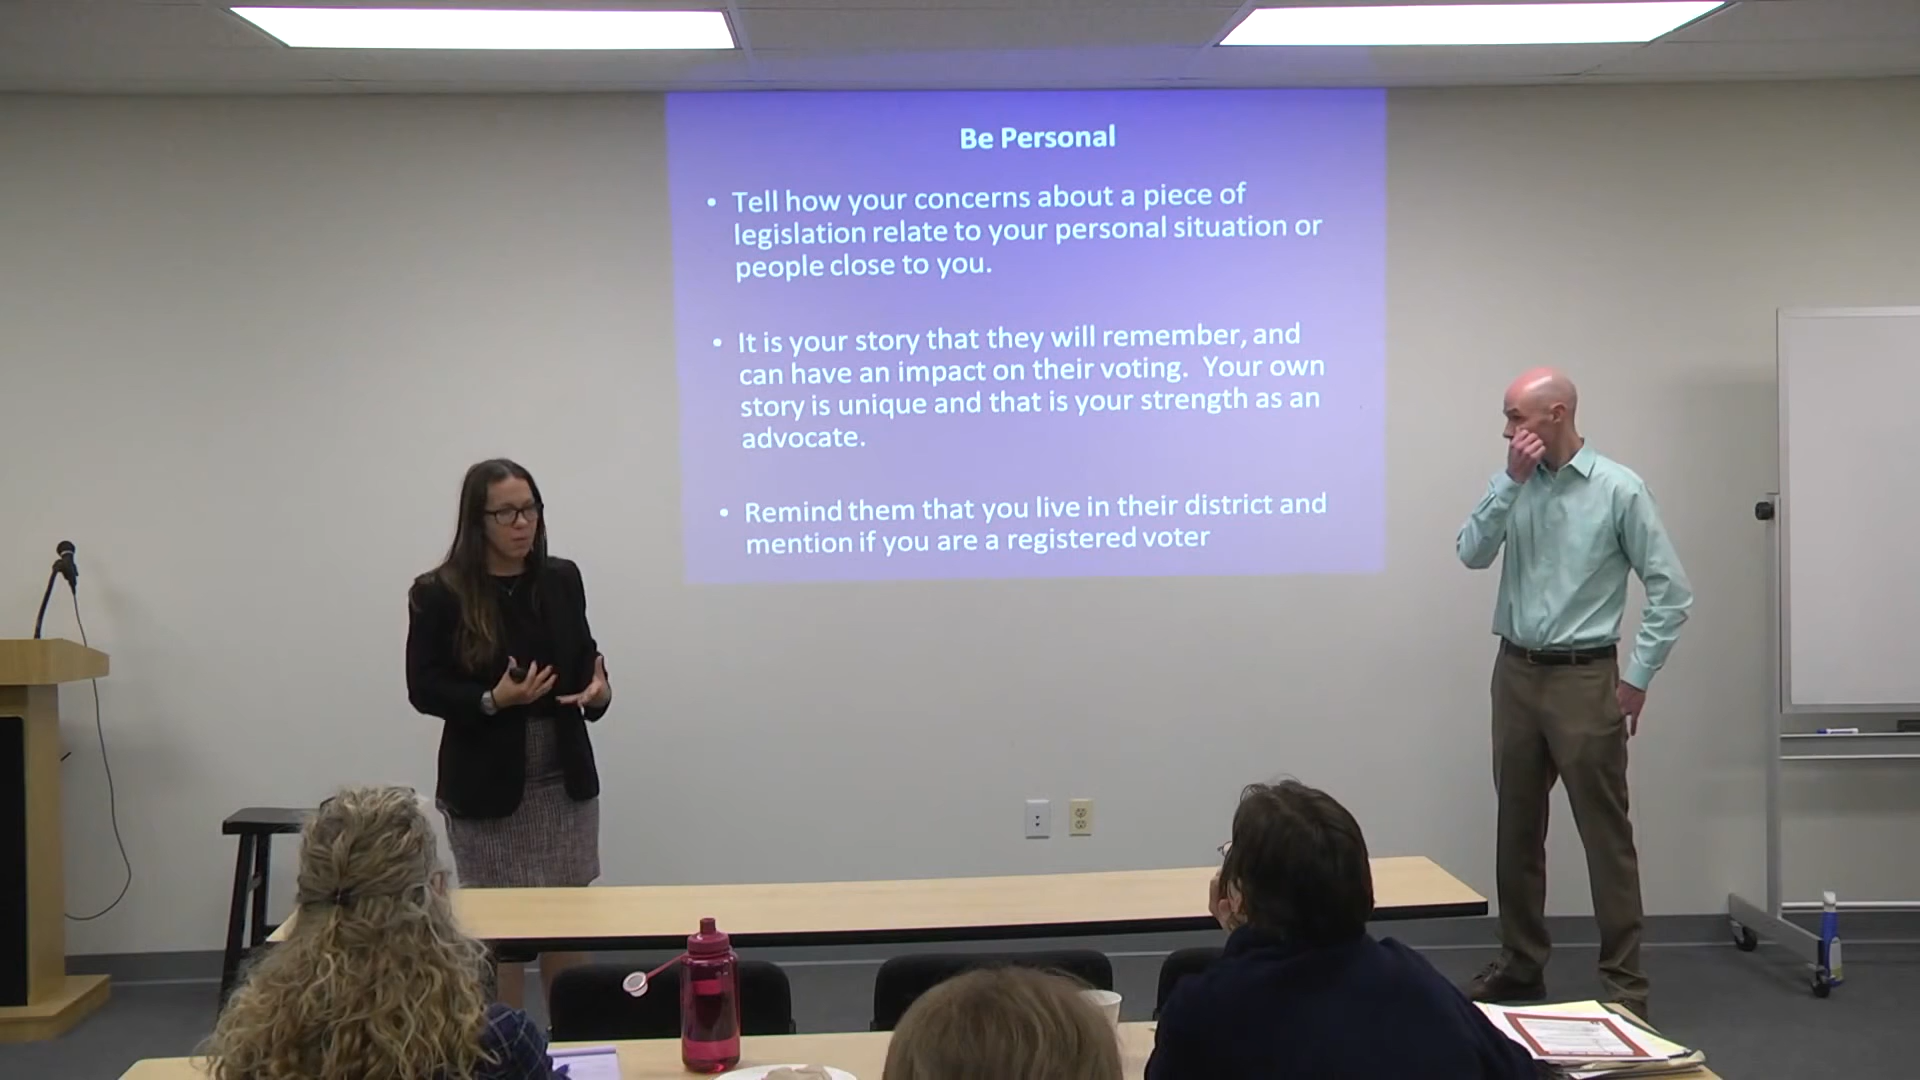 Be Personal
• Tell how your concerns about a piece of
legislation relate to your personal situation or
people close to you.
• It is your story that they will remember, and
can have an impact on their voting.  Your own
story is unique and that is your strength as an
advocate.
• Remind them that you live in their district and
mention if you are a registered voter